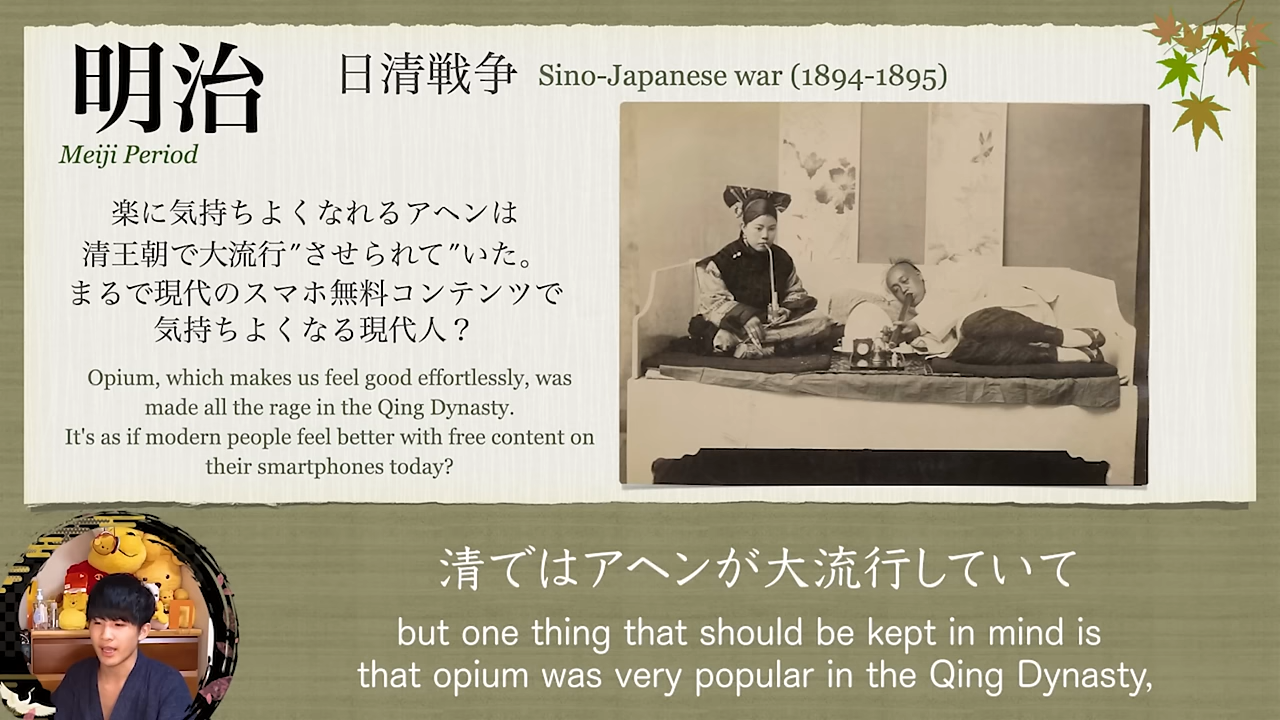 明治
Meiji Period
日清戦争 Sino-Japanese war (1894-1895)
楽に気持ちよくなれるアヘンは
清王朝で大流行"させられて"いた。
まるで現代のスマホ無料コンテンツで
気持ちよくなる現代人？
Opium, which makes us feel good effortlessly, was
made all the rage in the Qing Dynasty.
It's as if modern people feel better with free content on
their smartphones today?
清ではアヘンが大流行していて
but one thing that should be kept in mind is
that opium was very popular in the Qing Dynasty,